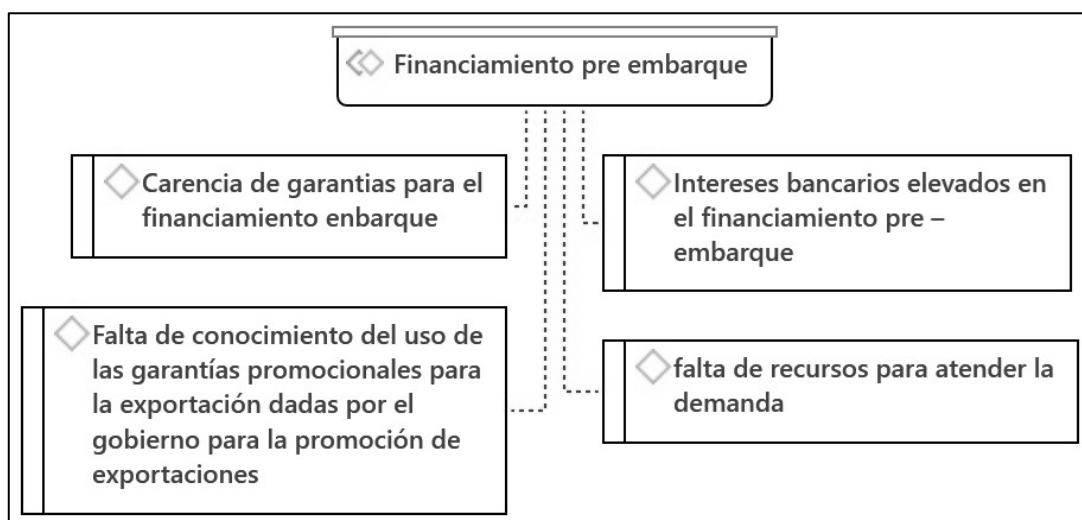 Financiamiento pre embarque
Carencia de garantias para el
financiamiento enbarque
Intereses bancarios elevados en
el financiamiento pre –
embarque
Falta de conocimiento del uso de
las garantías promocionales para
la exportación dadas por el
gobierno para la promoción de
exportaciones
falta de recursos para atender la
demanda